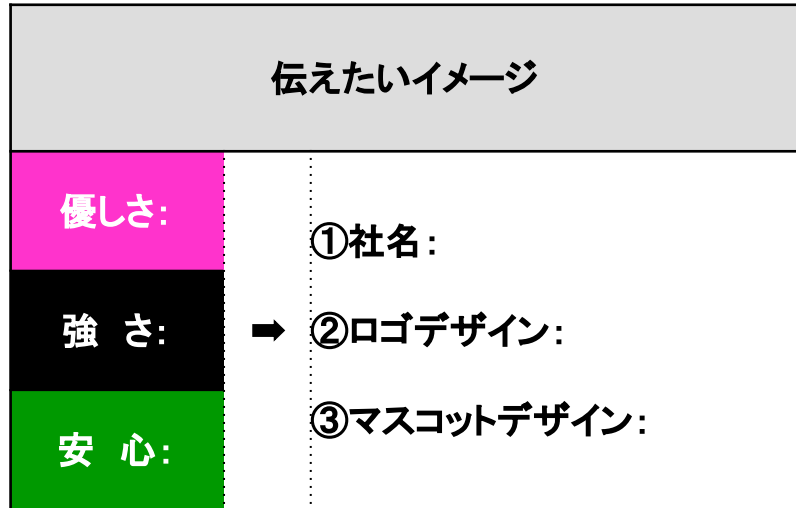 伝えたいイメージ
優しさ:
強 さ:
安 心:
➡
①社名:
②ロゴデザイン:
③マスコットデザイン: